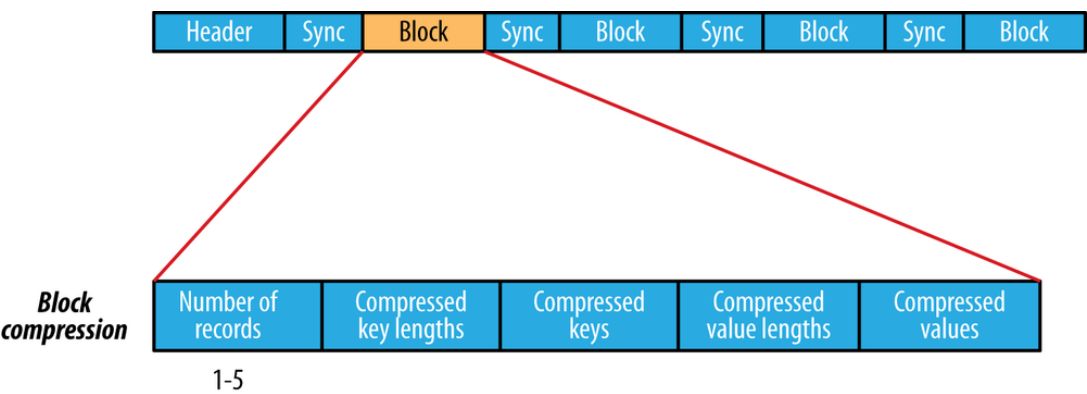 Header Sync Block Sync Block Sync Block Sync Block
Block
compression
Number of
records
Compressed
key lengths
Compressed
keys
Compressed
value lengths
Compressed
values
1-5